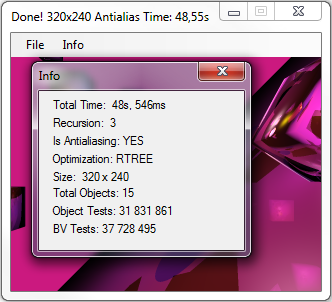 Done! 320x240 Antialias Time: 48,55s
File Info
Info
Total Time: 48s, 546ms
Recursion: 3
Is Antialiasing: YES
Optimization: RTREE
Size: 320 x 240
Total Objects: 15
Object Tests: 31 831 861
BV Tests: 37 728 495